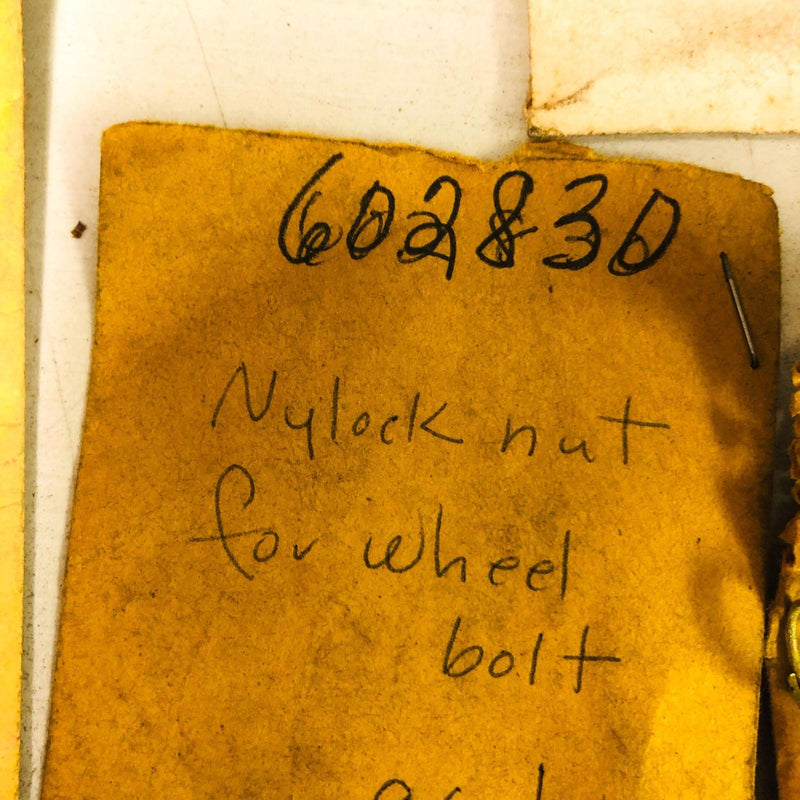 602830
Nylock nut
for wheel
bolt